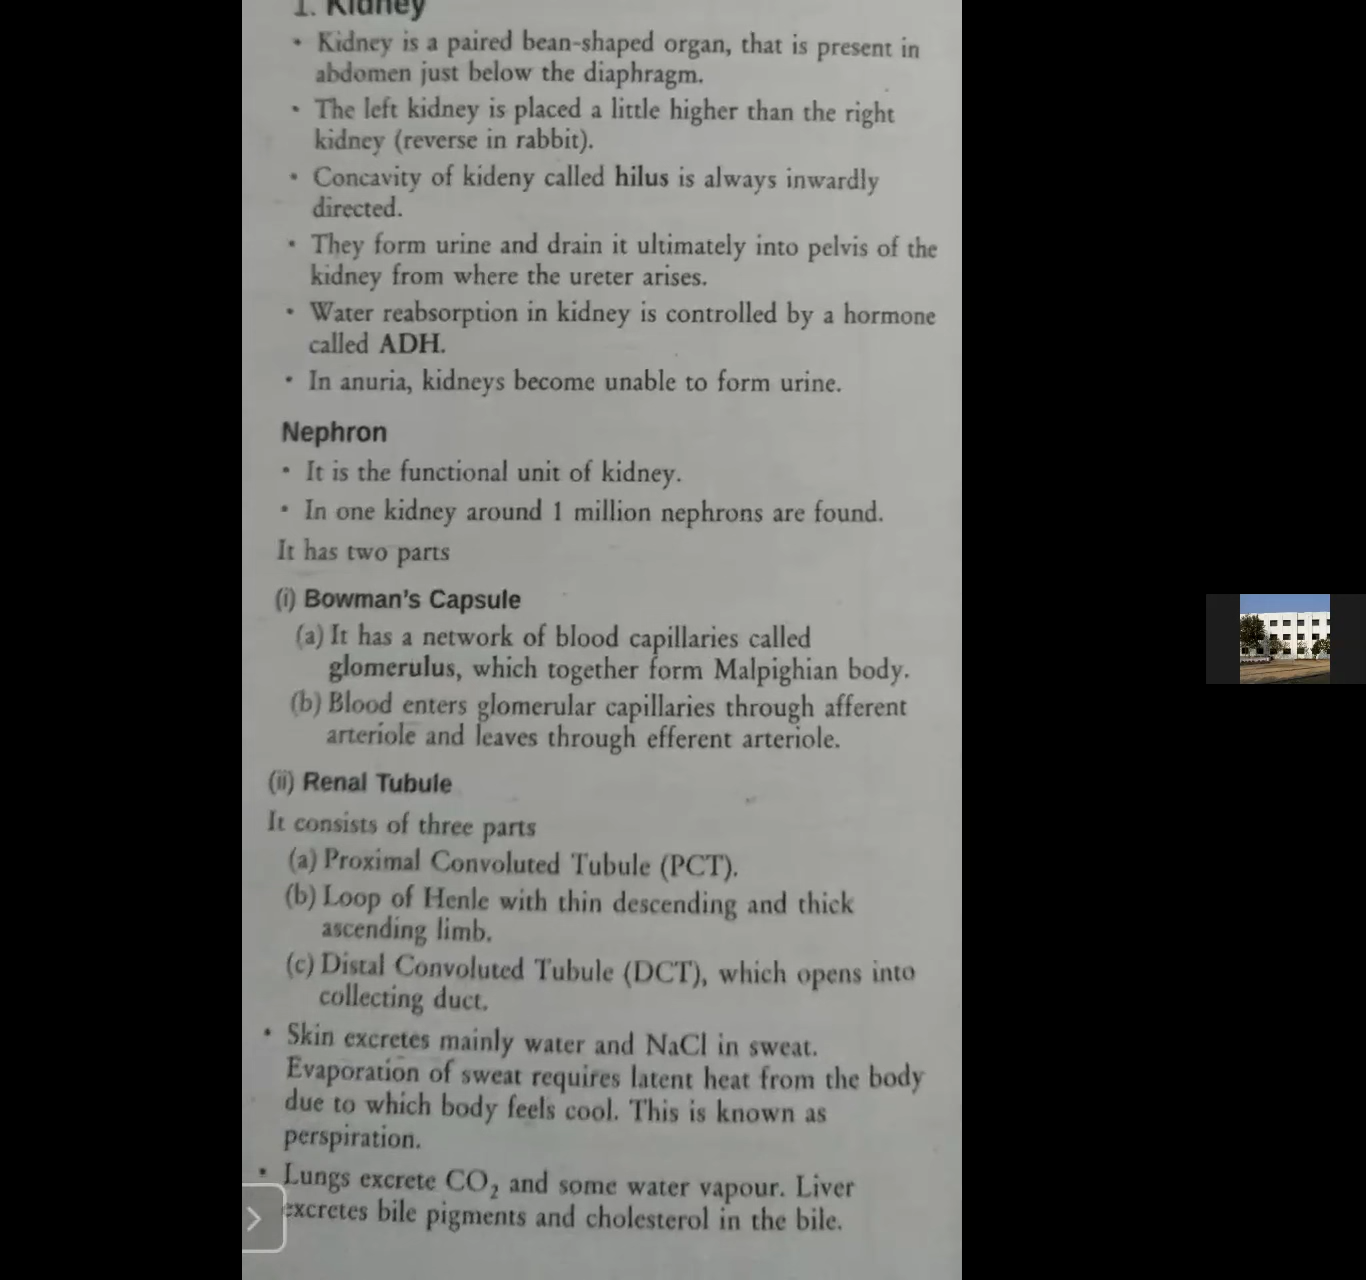 1. Kidney
• Kidney is a paired bean-shaped organ, that is present in
abdomen just below the diaphragm.
• The left kidney is placed a little higher than the right
kidney (reverse in rabbit).
• Concavity of kideny called hilus is always inwardly
directed.
• They form urine and drain it ultimately into pelvis of the
kidney from where the ureter arises.
• Water reabsorption in kidney is controlled by a hormone
called ADH.
• In anuria, kidneys become unable to form urine.
Nephron
• It is the functional unit of kidney.
• In one kidney around 1 million nephrons are found.
It has two parts
(i) Bowman's Capsule
(a) It has a network of blood capillaries called
glomerulus, which together form Malpighian body.
(b) Blood enters glomerular capillaries through afferent
arteriole and leaves through efferent arteriole.
(ii) Renal Tubule
It consists of three parts
(a) Proximal Convoluted Tubule (PCT).
(b) Loop of Henle with thin descending and thick
ascending limb.
(c) Distal Convoluted Tubule (DCT), which opens into
collecting duct.
• Skin excretes mainly water and NaCl in sweat.
Evaporation of sweat requires latent heat from the body
due to which body feels cool. This is known as
perspiration.
• Lungs excrete CO₂ and some water vapour. Liver
excretes bile pigments and cholesterol in the bile.